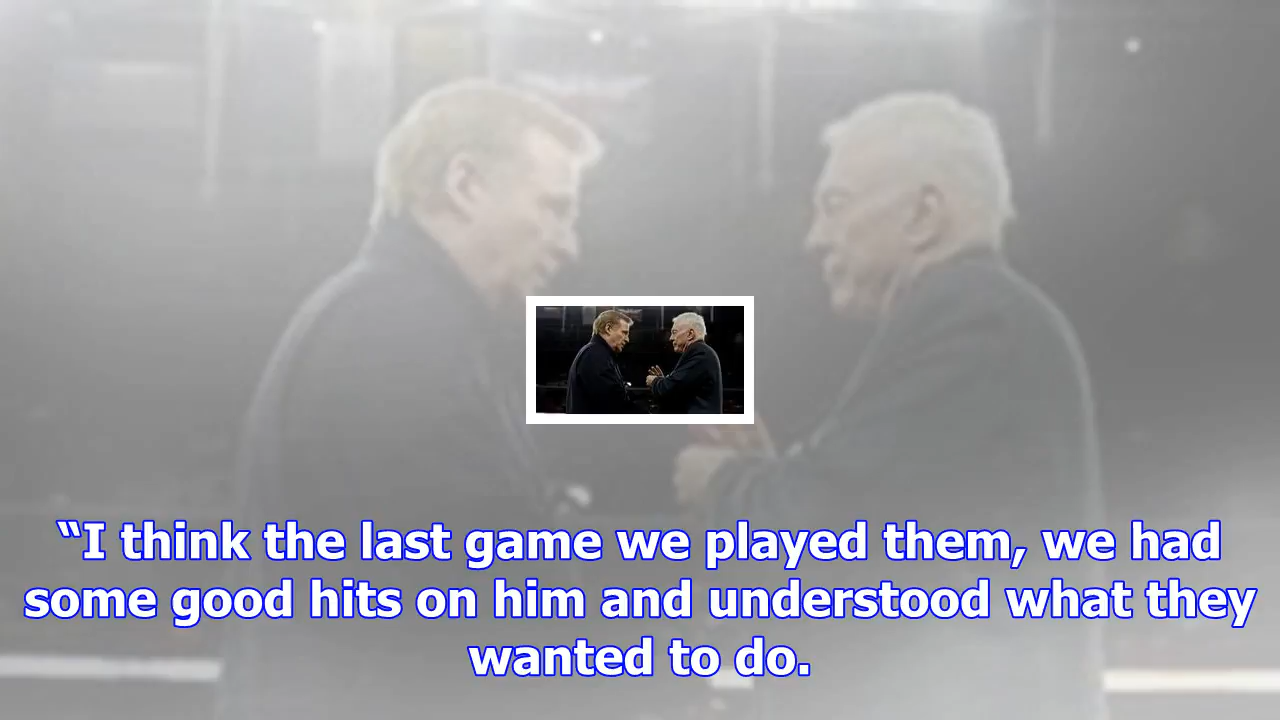 “I think the last game we played them, we had
some good hits on him and understood what they
wanted to do.